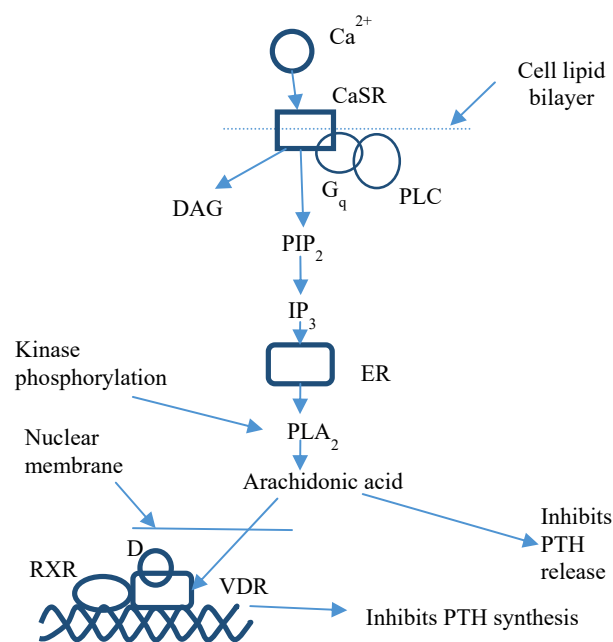 Ca²⁺
CaSR
Cell lipid
bilayer
Gq
PLC
DAG
PIP₂
IP₃
Kinase
phosphorylation
ER
PLA₂
Nuclear
membrane
Arachidonic acid
Inhibits
PTH
release
D
RXR
VDR
Inhibits PTH synthesis